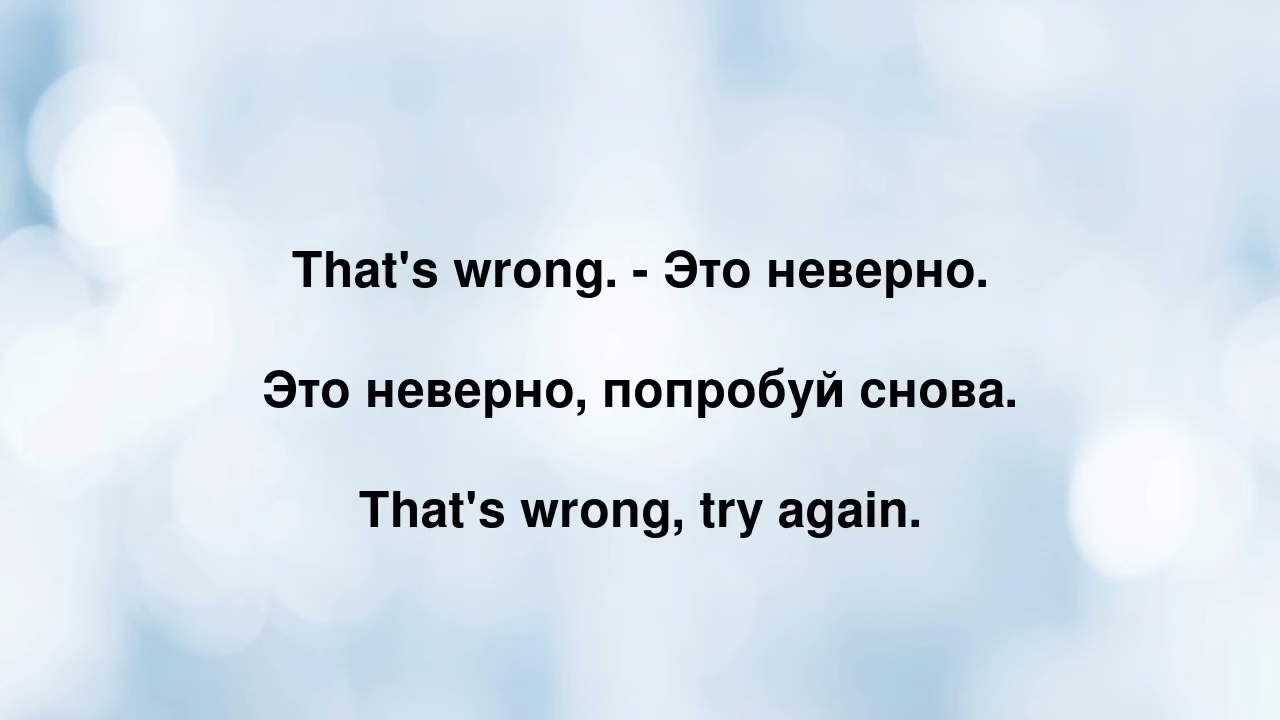 That's wrong. - Это неверно.
Это неверно, попробуй снова.
That's wrong, try again.